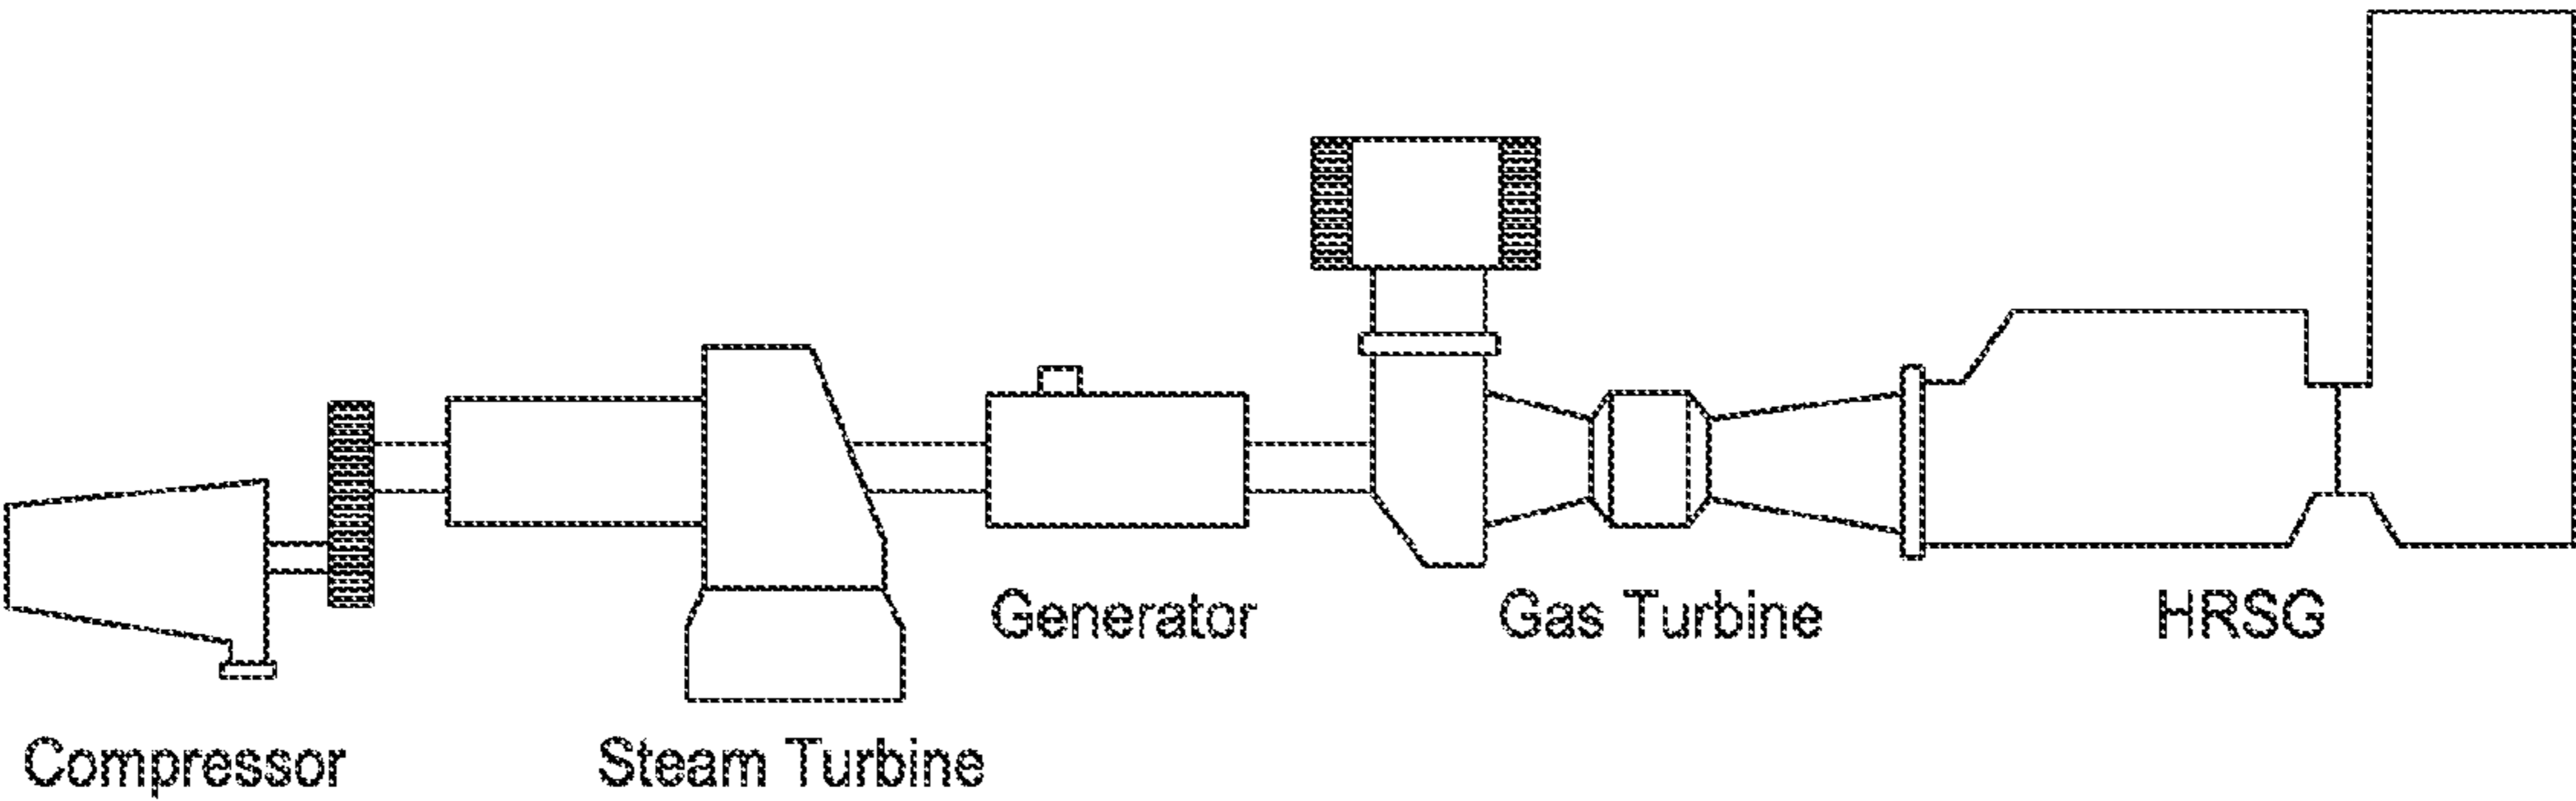 Generator
Gas Turbine
HRSG
Compressor
Steam Turbine